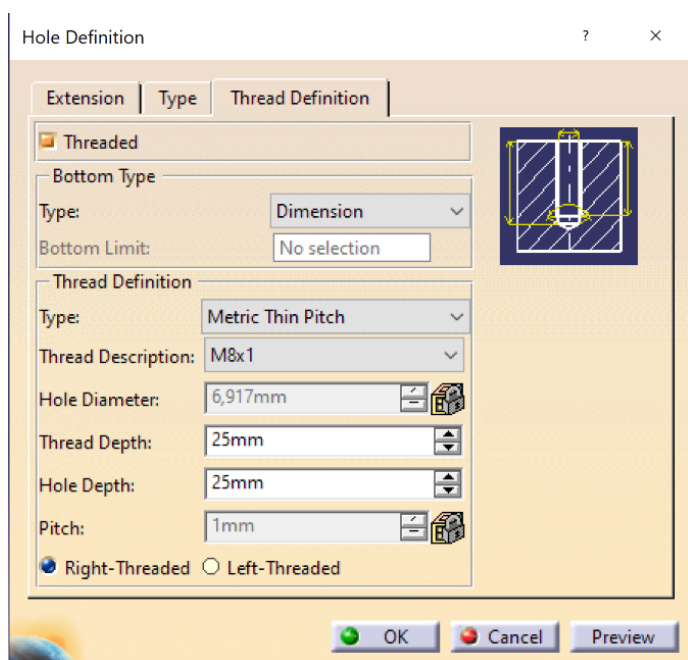 Hole Definition ? ×
Extension Type Thread Definition
Threaded
Bottom Type
Type: Dimension
Bottom Limit: No selection
Thread Definition
Type: Metric Thin Pitch
Thread Description: M8x1
Hole Diameter: 6,917mm
Thread Depth: 25mm
Hole Depth: 25mm
Pitch: 1mm
Right-Threaded Left-Threaded
OK Cancel Preview